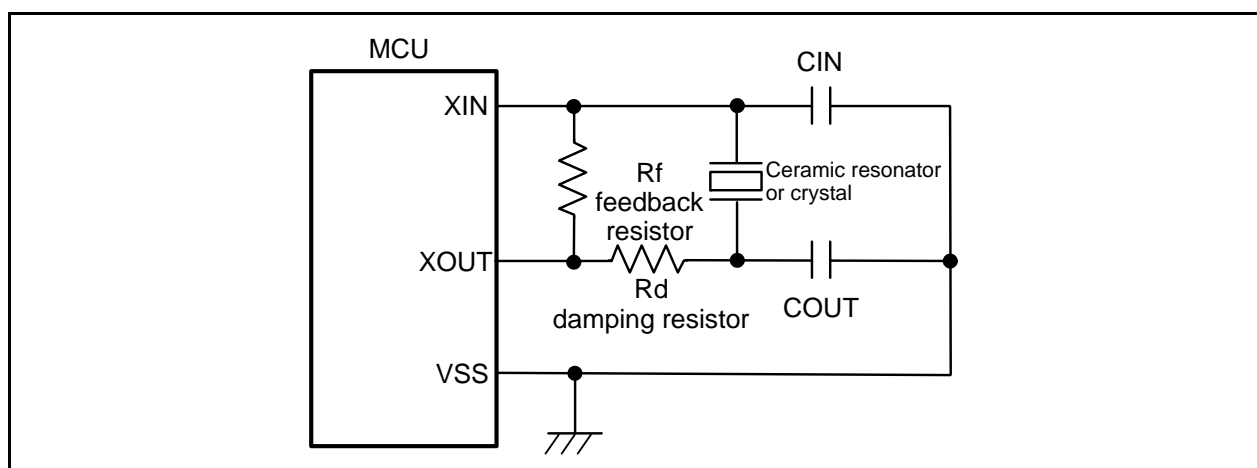 MCU
CIN
XIN
Rf
feedback
resistor
Ceramic resonator
or crystal
XOUT
Rd
damping resistor
COUT
VSS